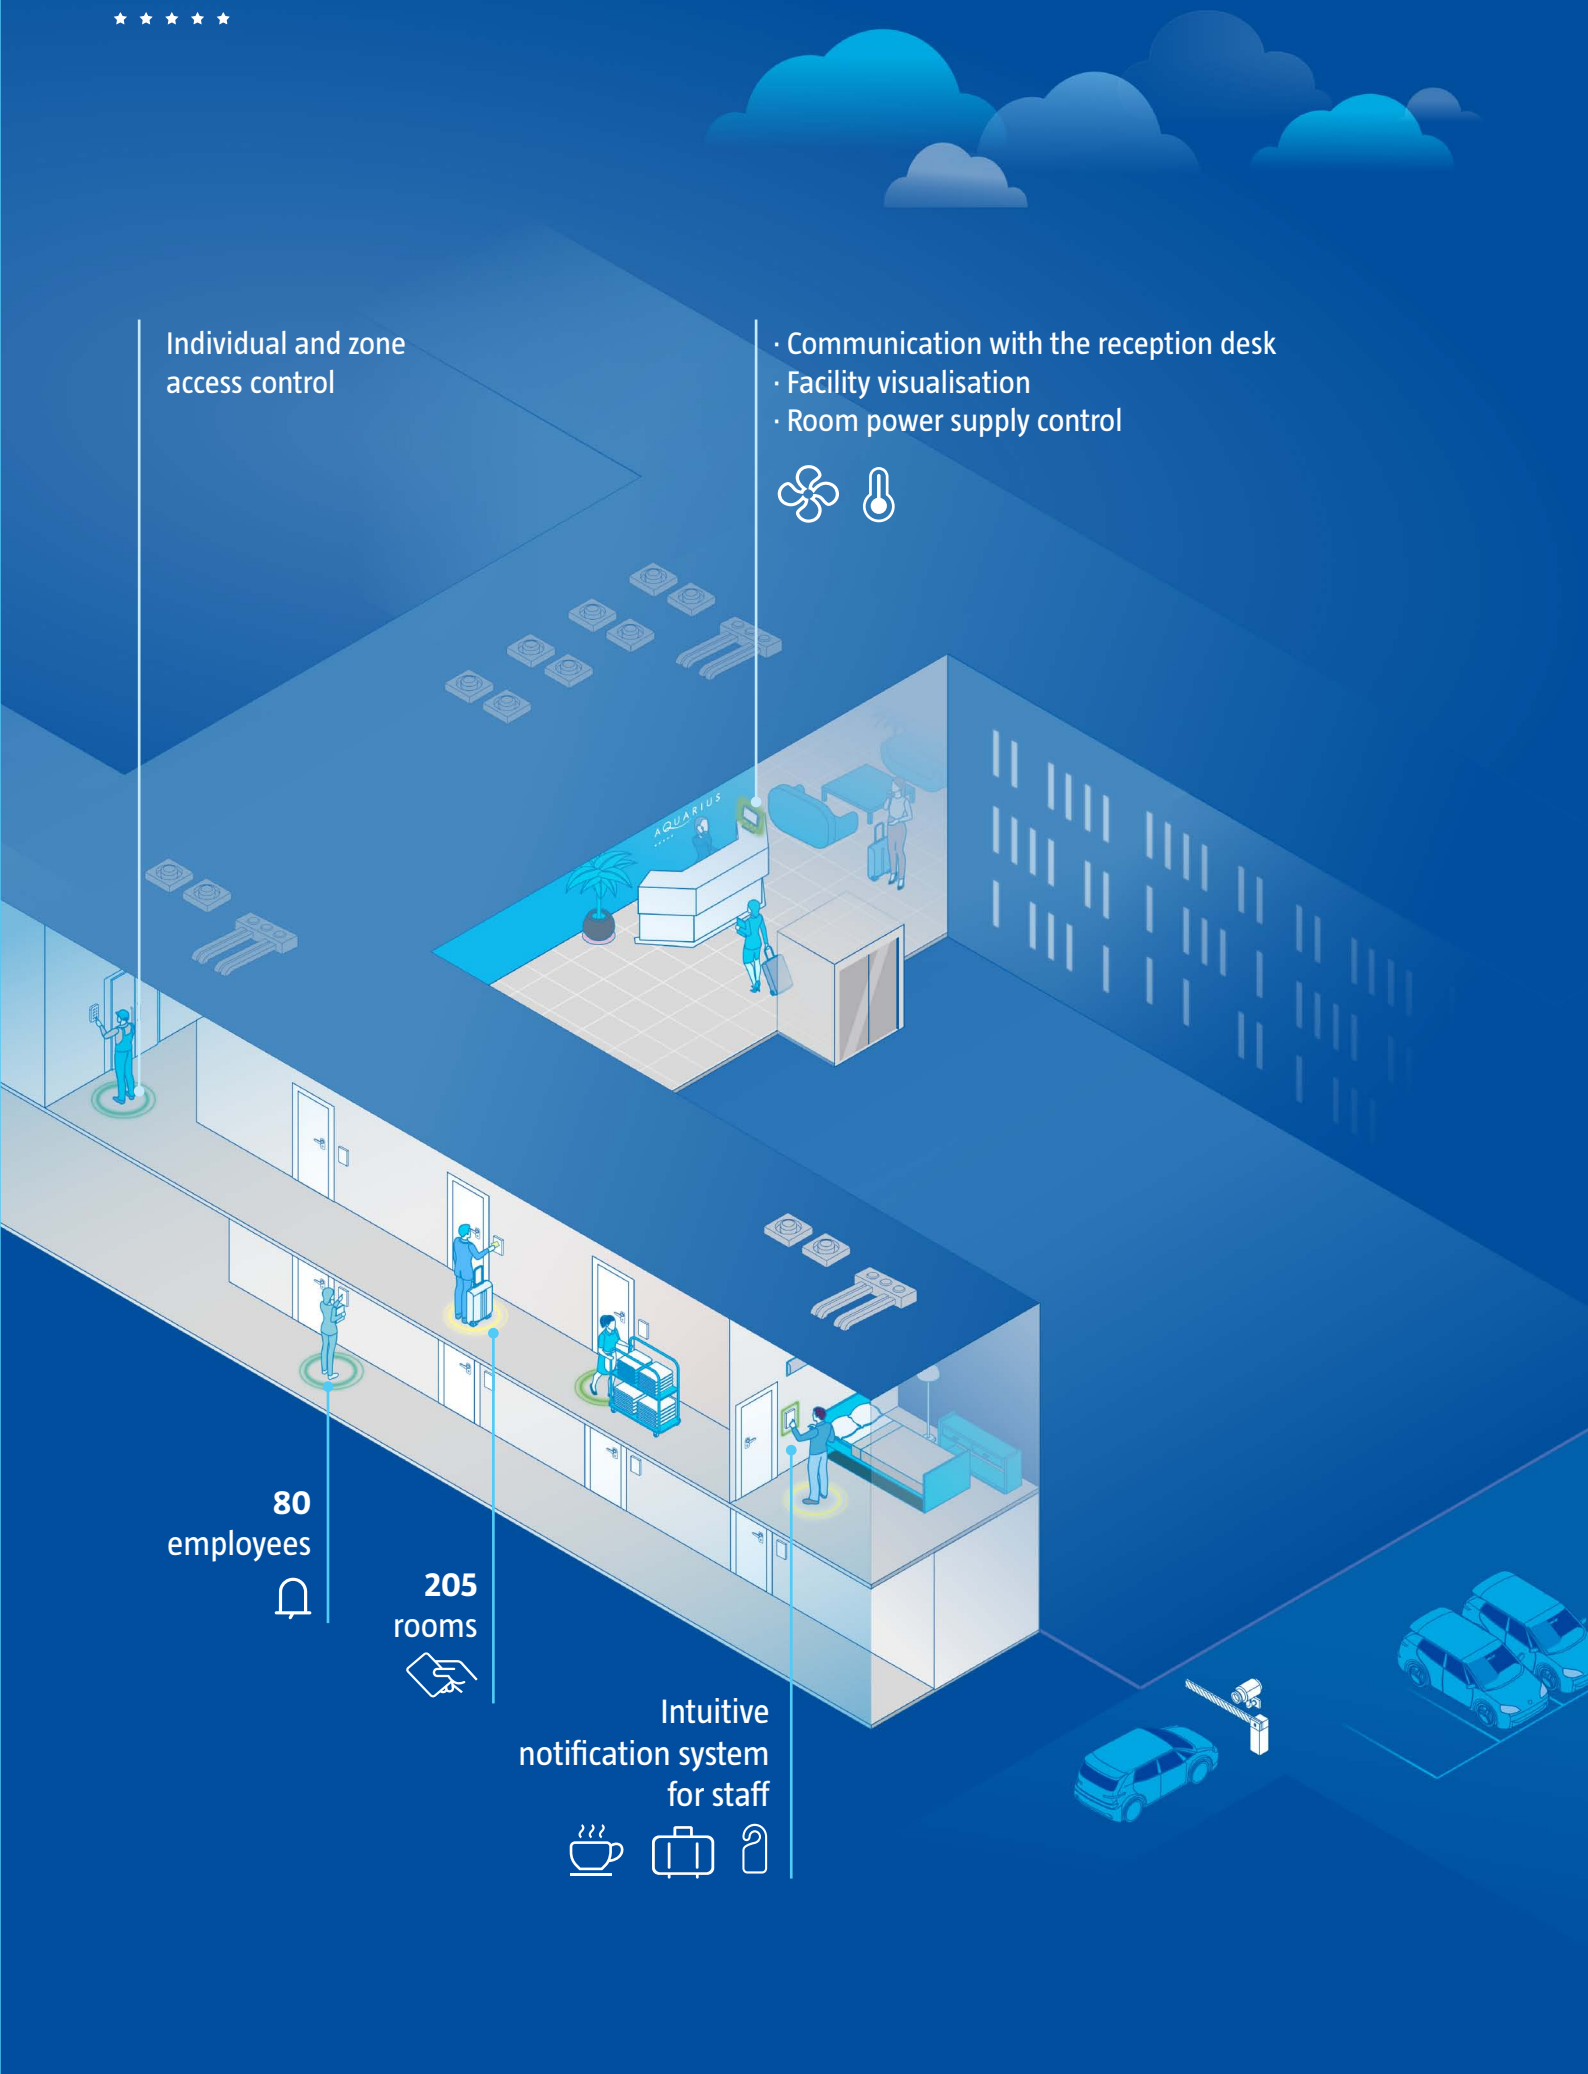 Individual and zone
access control
· Communication with the reception desk
· Facility visualisation
· Room power supply control
AQUARIUS
80
employees
205
rooms
Intuitive
notification system
for staff